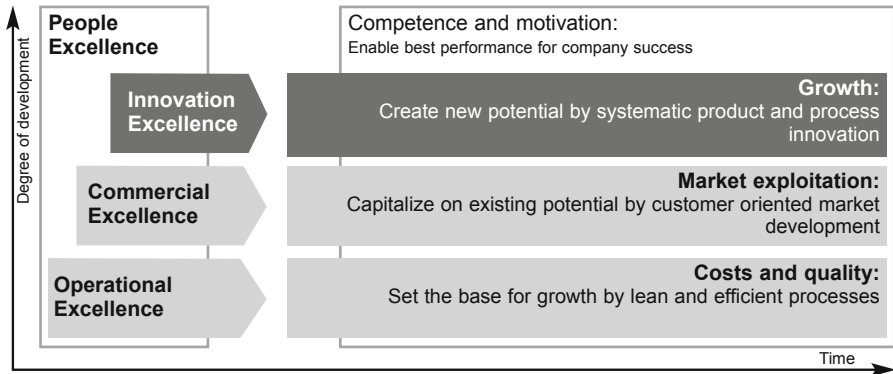 Degree of development
People
Excellence
Competence and motivation:
Enable best performance for company success
Innovation
Excellence
Growth:
Create new potential by systematic product and process
innovation
Commercial
Excellence
Market exploitation:
Capitalize on existing potential by customer oriented market
development
Operational
Excellence
Costs and quality:
Set the base for growth by lean and efficient processes
Time